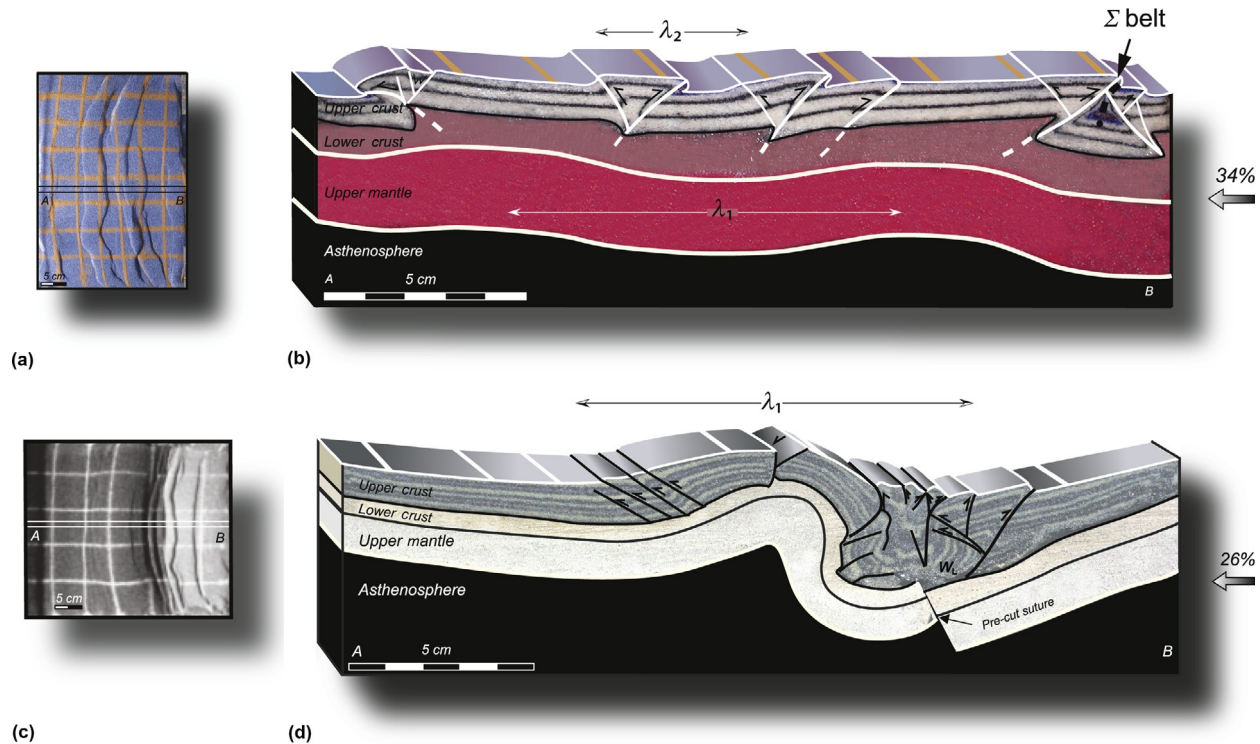 A
B
5 cm
(a)
λ₂
Σ belt
Upper crust
Lower crust
Upper mantle
λ₁
Asthenosphere
A
5 cm
B
34%
(b)
A
B
5 cm
(c)
λ₁
Upper crust
Lower crust
Upper mantle
Asthenosphere
Wʟ
Pre-cut suture
A
5 cm
B
26%
(d)